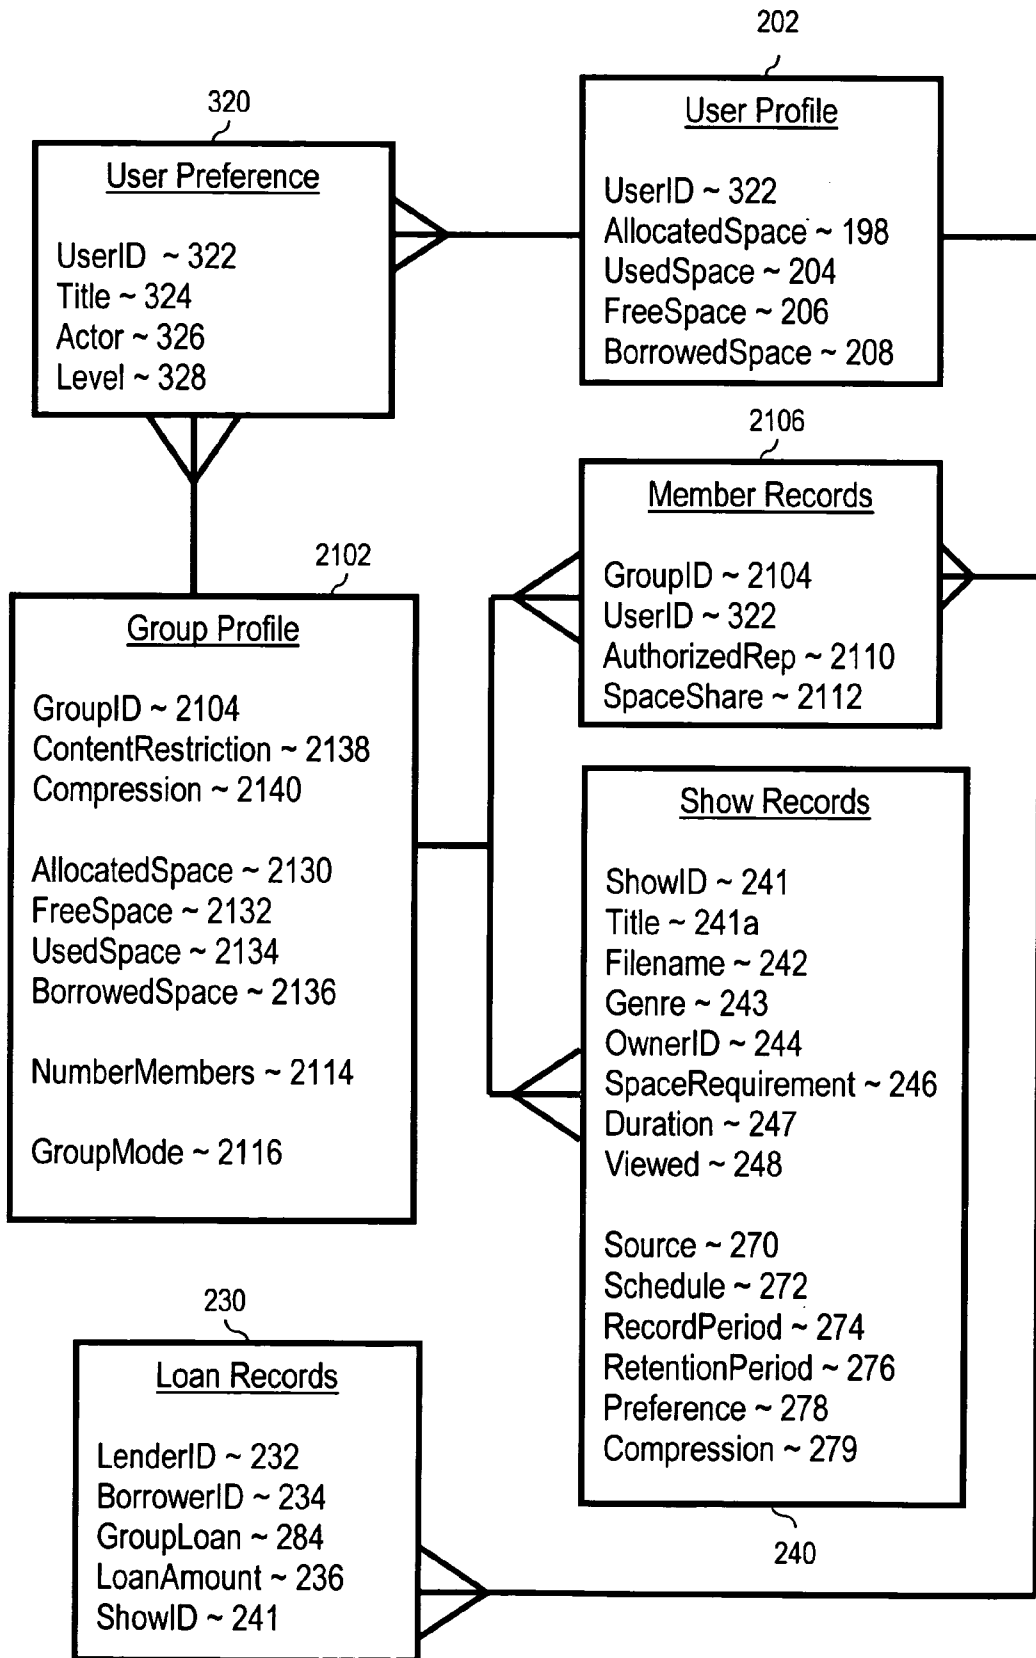 202
User Profile
UserID ~ 322
AllocatedSpace ~ 198
UsedSpace ~ 204
FreeSpace ~ 206
BorrowedSpace ~ 208
320
User Preference
UserID ~ 322
Title ~ 324
Actor ~ 326
Level ~ 328
2106
Member Records
GroupID ~ 2104
UserID ~ 322
AuthorizedRep ~ 2110
SpaceShare ~ 2112
2102
Group Profile
GroupID ~ 2104
ContentRestriction ~ 2138
Compression ~ 2140
AllocatedSpace ~ 2130
FreeSpace ~ 2132
UsedSpace ~ 2134
BorrowedSpace ~ 2136
NumberMembers ~ 2114
GroupMode ~ 2116
Show Records
ShowID ~ 241
Title ~ 241a
Filename ~ 242
Genre ~ 243
OwnerID ~ 244
SpaceRequirement ~ 246
Duration ~ 247
Viewed ~ 248
Source ~ 270
Schedule ~ 272
RecordPeriod ~ 274
RetentionPeriod ~ 276
Preference ~ 278
Compression ~ 279
240
230
Loan Records
LenderID ~ 232
BorrowerID ~ 234
GroupLoan ~ 284
LoanAmount ~ 236
ShowID ~ 241